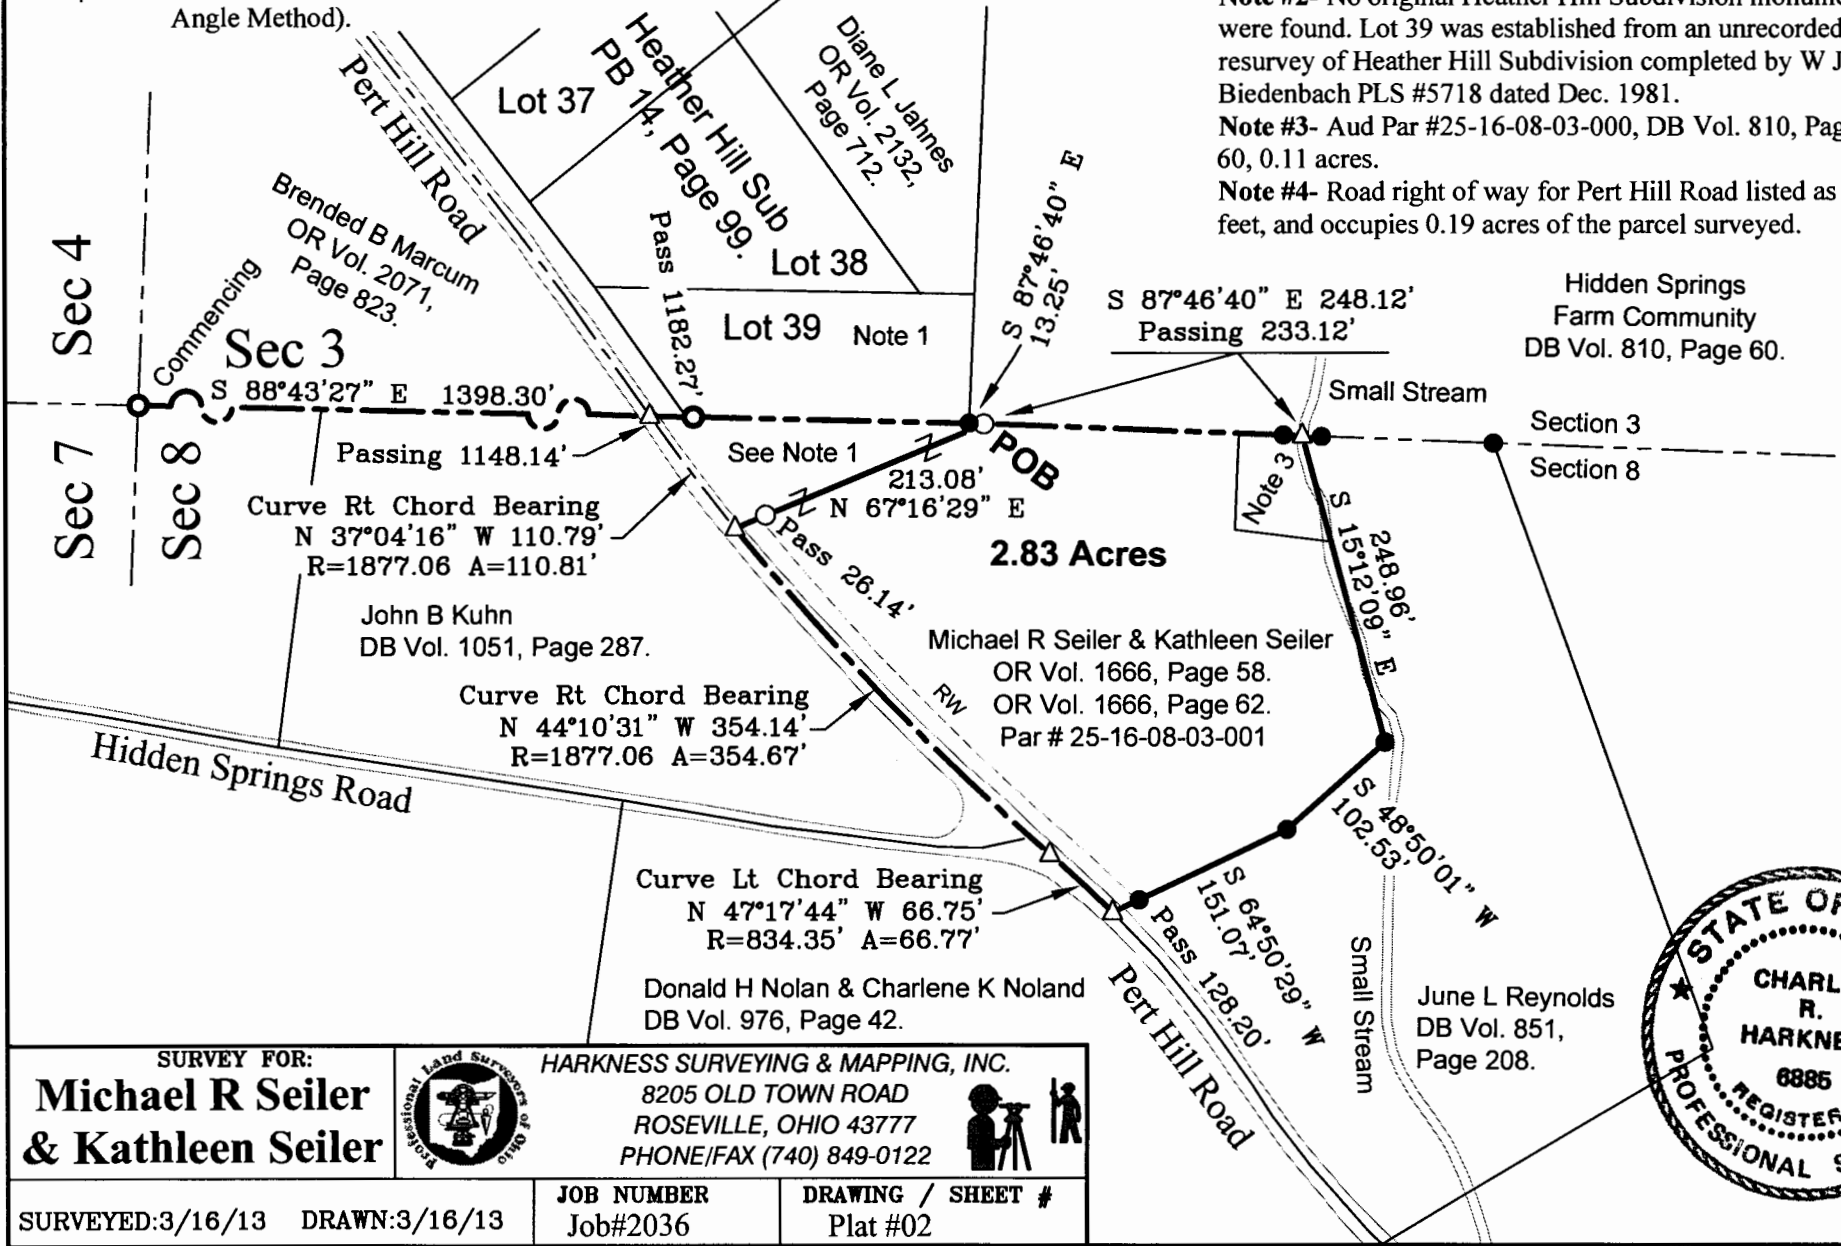 Angle Method).
were found. Lot 39 was established from an unrecorded
resurvey of Heather Hill Subdivision completed by W J
Biedenbach PLS #5718 dated Dec. 1981.
Note #3- Aud Par #25-16-08-03-000, DB Vol. 810, Pag
60, 0.11 acres.
Note #4- Road right of way for Pert Hill Road listed as
feet, and occupies 0.19 acres of the parcel surveyed.
Pert Hill Road
Lot 37
Heather Hill Sub
PB 14, Page 99.
Diane L Jahnes
OR Vol. 2132,
Page 712.
Lot 38
Lot 39 Note 1
Pass 1182.27'
S 87°46'40" E
13.25'
S 87°46'40" E 248.12'
Passing 233.12'
Hidden Springs
Farm Community
DB Vol. 810, Page 60.
Brended B Marcum
OR Vol. 2071,
Page 823.
Sec 4
Commencing
Sec 3
S 88°43'27" E 1398.30'
Small Stream
Section 3
Section 8
Sec 7
Sec 8
Passing 1148.14'
See Note 1
POB
213.08'
N 67°16'29" E
Note 3
Curve Rt Chord Bearing
N 37°04'16" W 110.79'
R=1877.06 A=110.81'
Pass 26.14'
2.83 Acres
248.96'
S 15°12'09" E
John B Kuhn
DB Vol. 1051, Page 287.
Michael R Seiler & Kathleen Seiler
OR Vol. 1666, Page 58.
OR Vol. 1666, Page 62.
Par # 25-16-08-03-001
RW
Curve Rt Chord Bearing
N 44°10'31" W 354.14'
R=1877.06 A=354.67'
Hidden Springs Road
S 48°50'01" W
102.53'
Curve Lt Chord Bearing
N 47°17'44" W 66.75'
R=834.35' A=66.77'
S 64°50'29" W
151.07'
Pass 128.20'
Donald H Nolan & Charlene K Noland
DB Vol. 976, Page 42.
Pert Hill Road
Small Stream
June L Reynolds
DB Vol. 851,
Page 208.
STATE OF
CHARL
R.
HARKNE
6885
REGISTER
PROFESSIONAL S
SURVEY FOR:
Michael R Seiler
& Kathleen Seiler
Professional Land Surveyors of Ohio
HARKNESS SURVEYING & MAPPING, INC.
8205 OLD TOWN ROAD
ROSEVILLE, OHIO 43777
PHONE/FAX (740) 849-0122
SURVEYED:3/16/13 DRAWN:3/16/13
JOB NUMBER
Job#2036
DRAWING / SHEET #
Plat #02